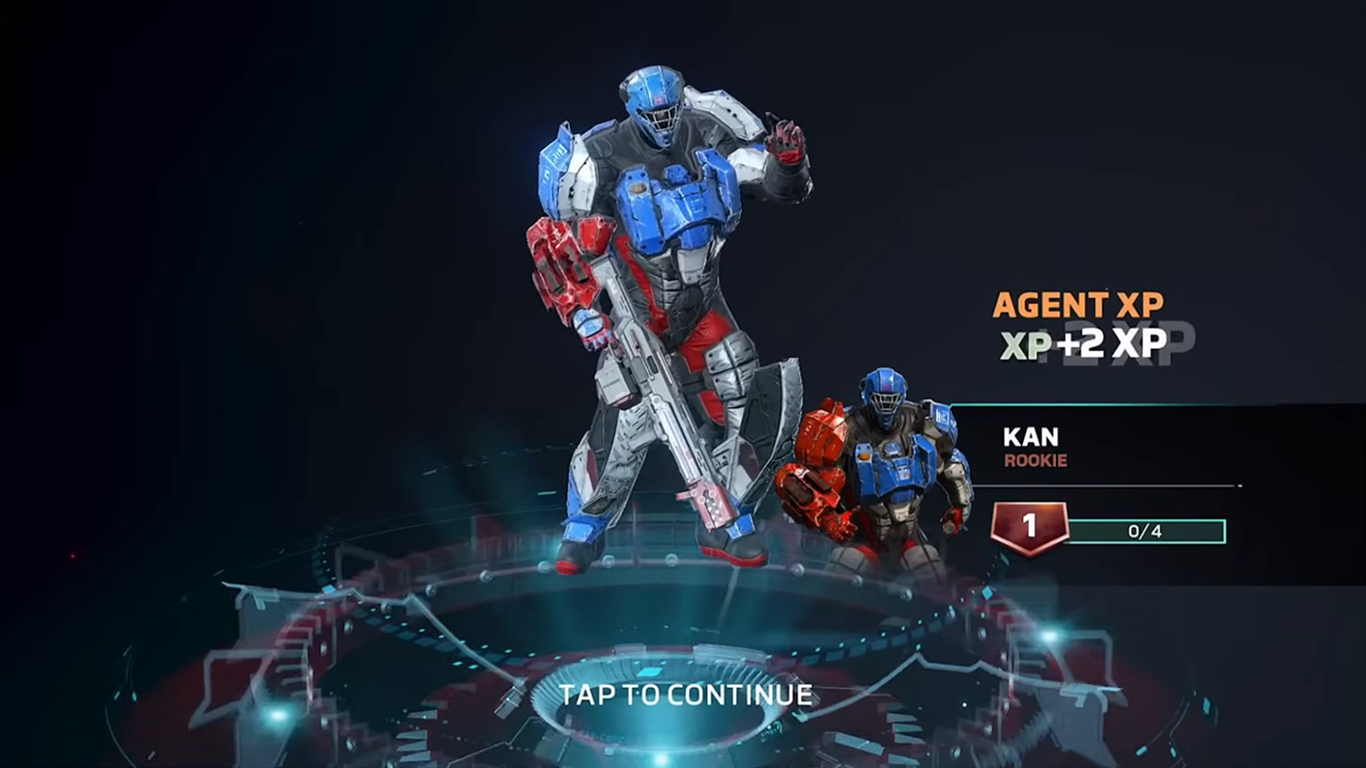 AGENT XP
XP +2 XP
KAN
ROOKIE
1
0/4
TAP TO CONTINUE